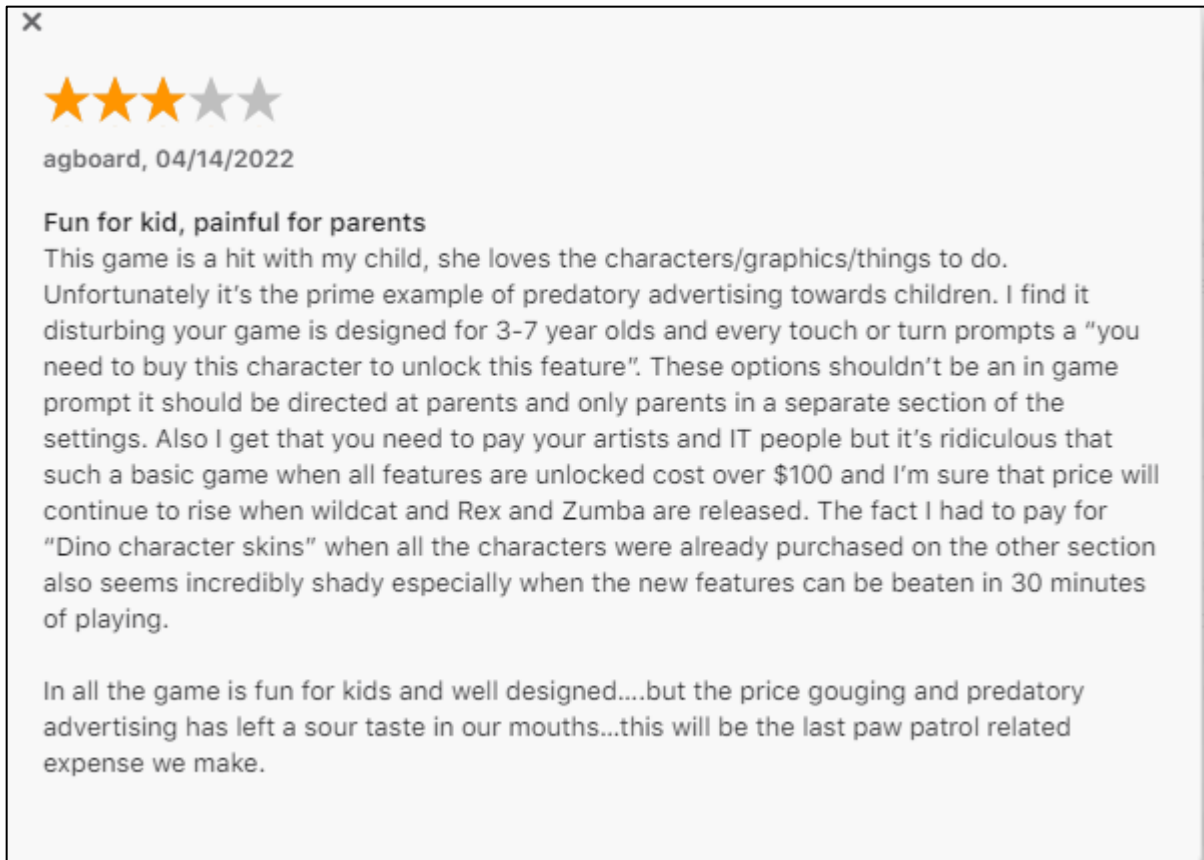 ×
agboard, 04/14/2022
Fun for kid, painful for parents
This game is a hit with my child, she loves the characters/graphics/things to do.
Unfortunately it’s the prime example of predatory advertising towards children. I find it
disturbing your game is designed for 3-7 year olds and every touch or turn prompts a “you
need to buy this character to unlock this feature”. These options shouldn’t be an in game
prompt it should be directed at parents and only parents in a separate section of the
settings. Also I get that you need to pay your artists and IT people but it’s ridiculous that
such a basic game when all features are unlocked cost over $100 and I’m sure that price will
continue to rise when wildcat and Rex and Zumba are released. The fact I had to pay for
“Dino character skins” when all the characters were already purchased on the other section
also seems incredibly shady especially when the new features can be beaten in 30 minutes
of playing.
In all the game is fun for kids and well designed....but the price gouging and predatory
advertising has left a sour taste in our mouths...this will be the last paw patrol related
expense we make.